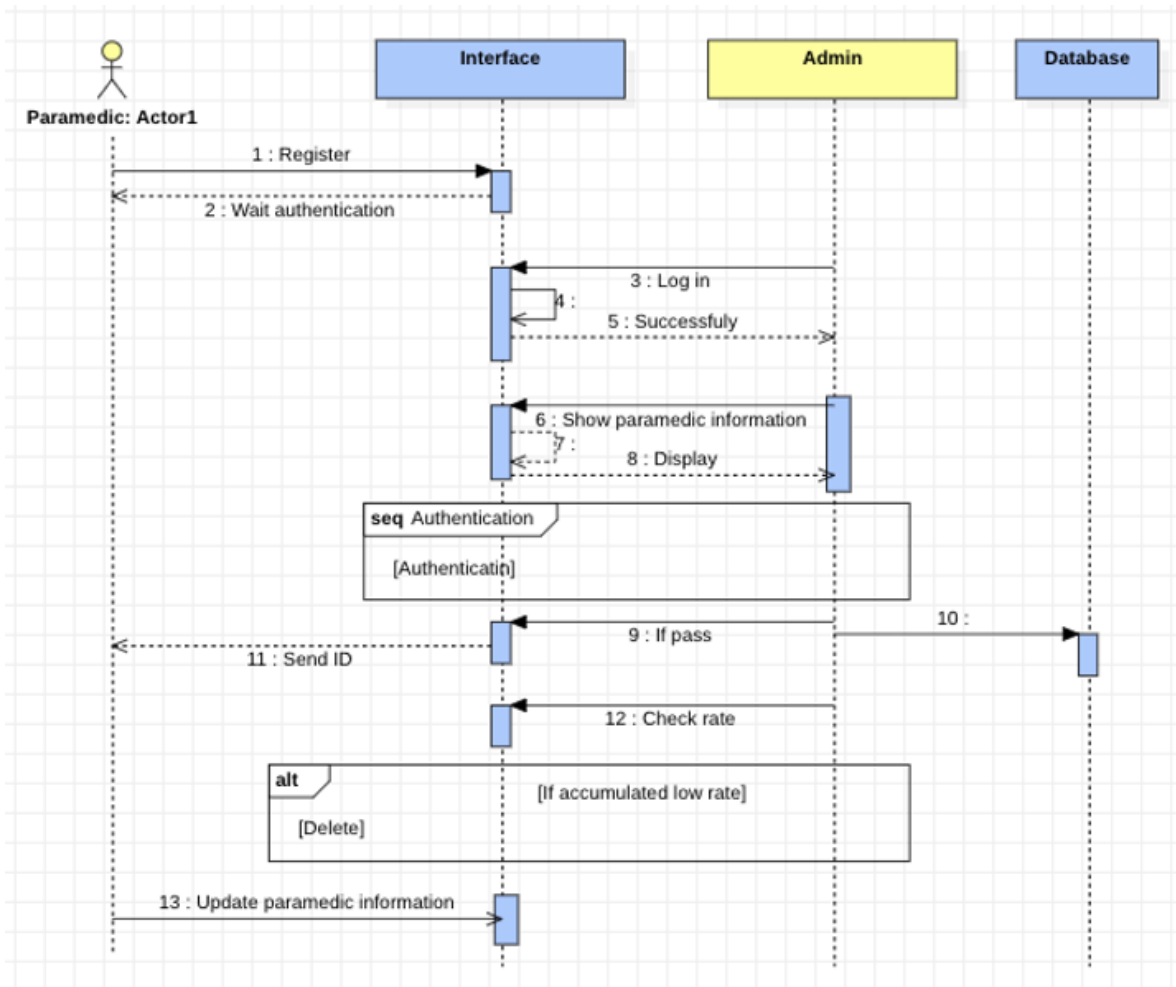 Interface
Admin
Database
Paramedic: Actor1
1 : Register
2 : Wait authentication
3 : Log in
4 :
5 : Successfuly
6 : Show paramedic information
7 :
8 : Display
seq Authentication
[Authenticatin]
9 : If pass
10 :
11 : Send ID
12 : Check rate
alt
[If accumulated low rate]
[Delete]
13 : Update paramedic information